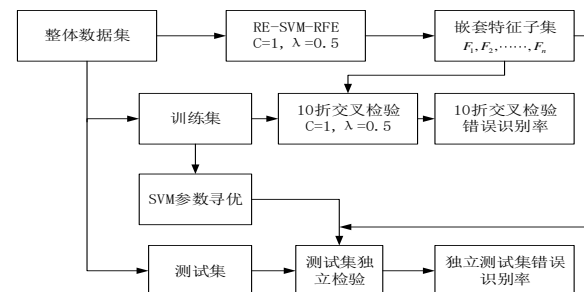 整体数据集
RE-SVM-RFE
C=1, λ=0.5
嵌套特征子集
F₁, F₂, ……, Fₙ
训练集
10折交叉检验
C=1, λ=0.5
10折交叉检验
错误识别率
SVM参数寻优
测试集
测试集独
立检验
独立测试集错误
识别率